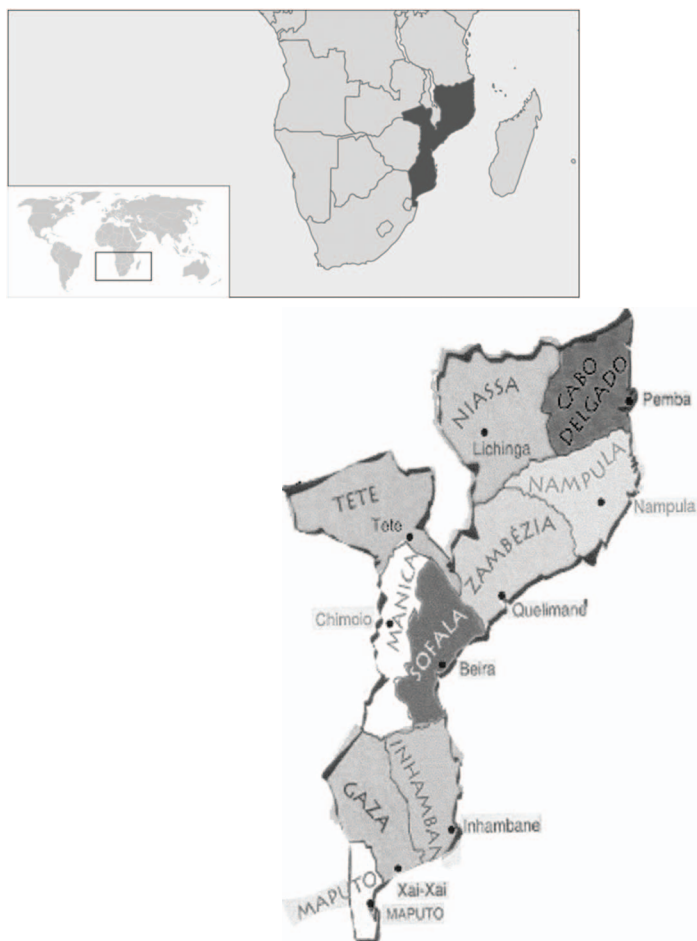 CABO
DELGADO
NIASSA
Pemba
Lichinga
NAMPULA
Nampula
TETE
Tete
ZAMBÉZIA
MANICA
Quelimane
Chimoio
SOFALA
Beira
INHAMBAN
GAZA
Inhambane
MAPUTO
Xai-Xai
MAPUTO